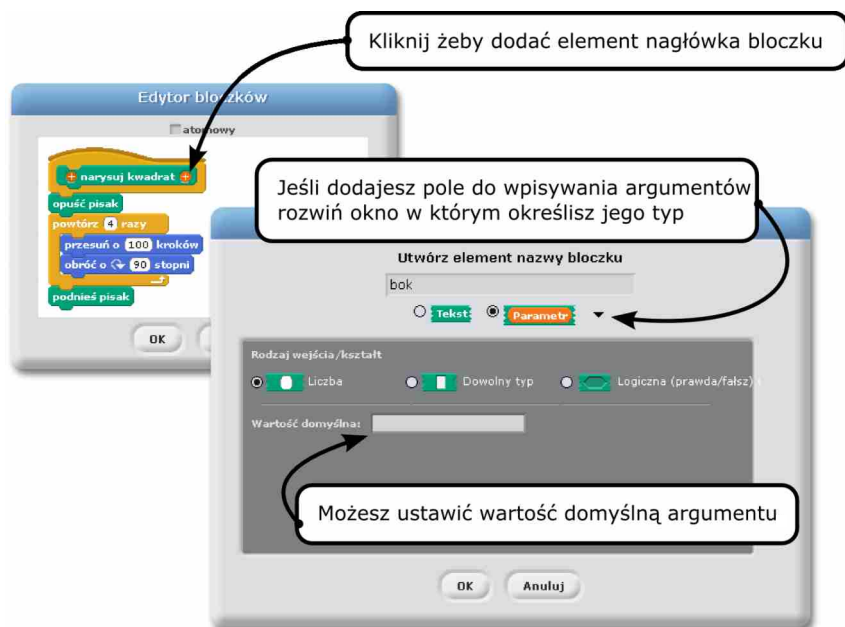 Kliknij żeby dodać element nagłówka bloczku
Edytor bloczków
atomowy
narysuj kwadrat
opuść pisak
powtórz 4 razy
przesuń o 100 kroków
obróć o 90 stopni
podnieś pisak
OK
Jeśli dodajesz pole do wpisywania argumentów
rozwiń okno w którym określisz jego typ
Utwórz element nazwy bloczku
bok
Tekst Parametr
Rodzaj wejścia/kształt
Liczba Dowolny typ Logiczna (prawda/fałsz)
Wartość domyślna:
Możesz ustawić wartość domyślną argumentu
OK Anuluj